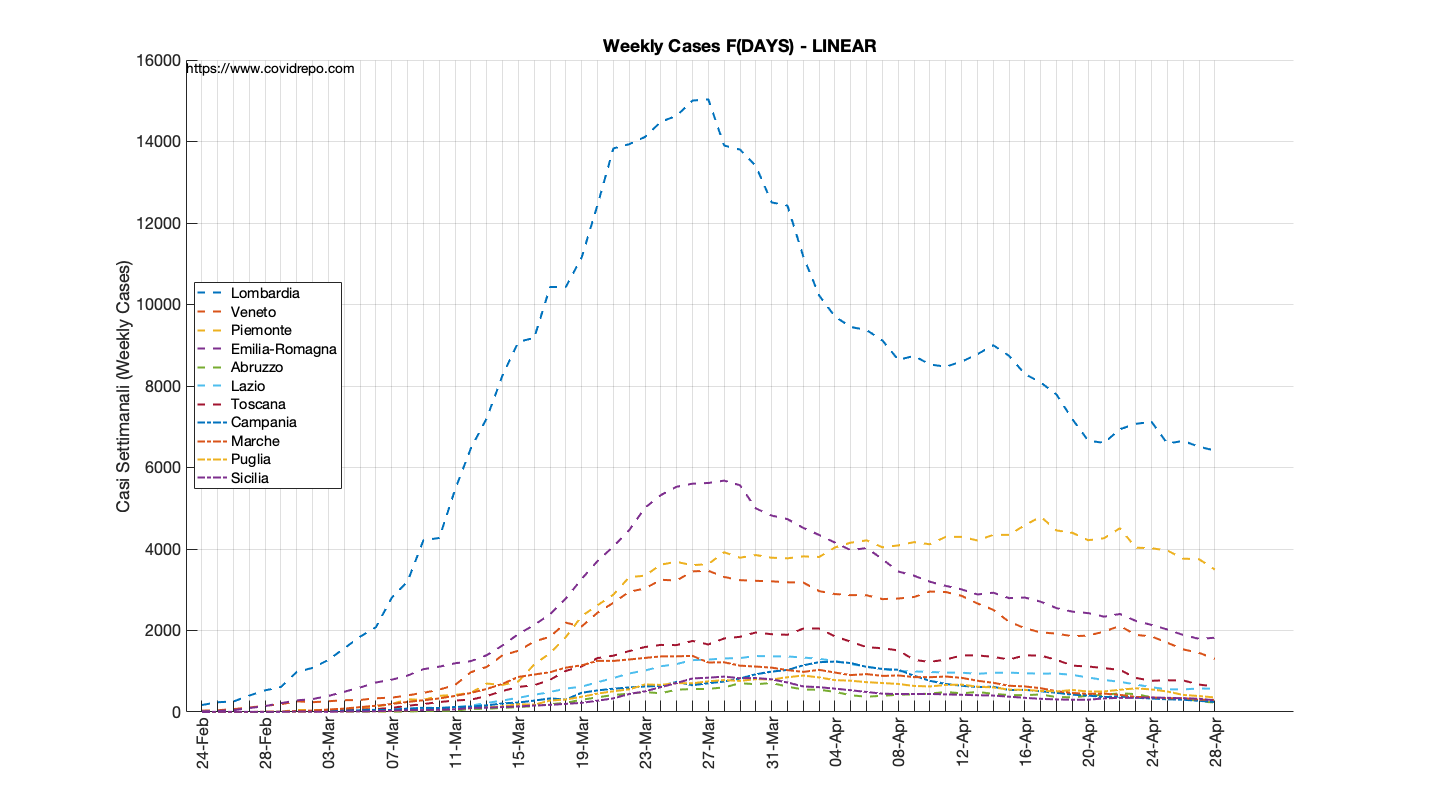 Weekly Cases F(DAYS) - LINEAR
https://www.covidrepo.com
16000
14000
12000
10000
8000
6000
4000
2000
0
Casi Settimanali (Weekly Cases)
Lombardia
Veneto
Piemonte
Emilia-Romagna
Abruzzo
Lazio
Toscana
Campania
Marche
Puglia
Sicilia
24-Feb
28-Feb
03-Mar
07-Mar
11-Mar
15-Mar
19-Mar
23-Mar
27-Mar
31-Mar
04-Apr
08-Apr
12-Apr
16-Apr
20-Apr
24-Apr
28-Apr